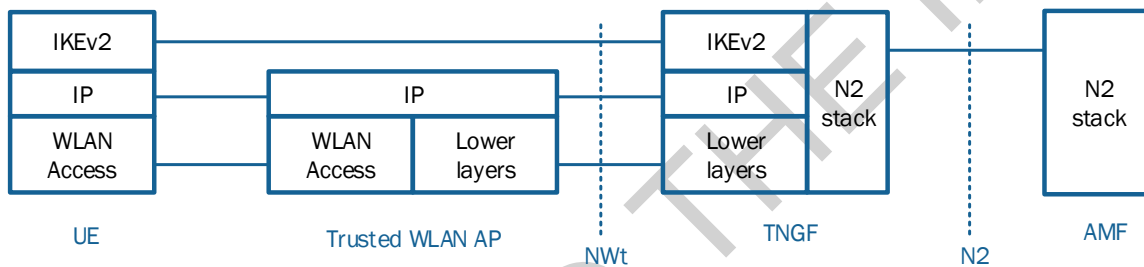 IKEv2
IKEv2
IP
IP
IP
N2
stack
N2
stack
WLAN
Access
WLAN
Access
Lower
layers
Lower
layers
UE
Trusted WLAN AP
NWt
TNGF
N2
AMF
THE